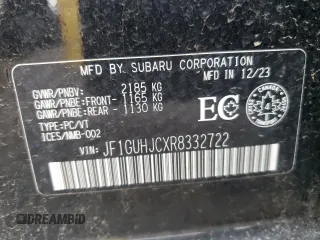 MFD BY SUBARU CORPORATION
MFD IN 12/23
GVWR/PNBV: 2185 KG
GAWR/PNBE:FRONT- 1165 KG
GAWR/PNBE:REAR - 1130 KG
TYPE:PC/VT
ICES/NMB-002
EC
CANADA
VIN: JF1GUHJCXR8332722
© DREAMBID